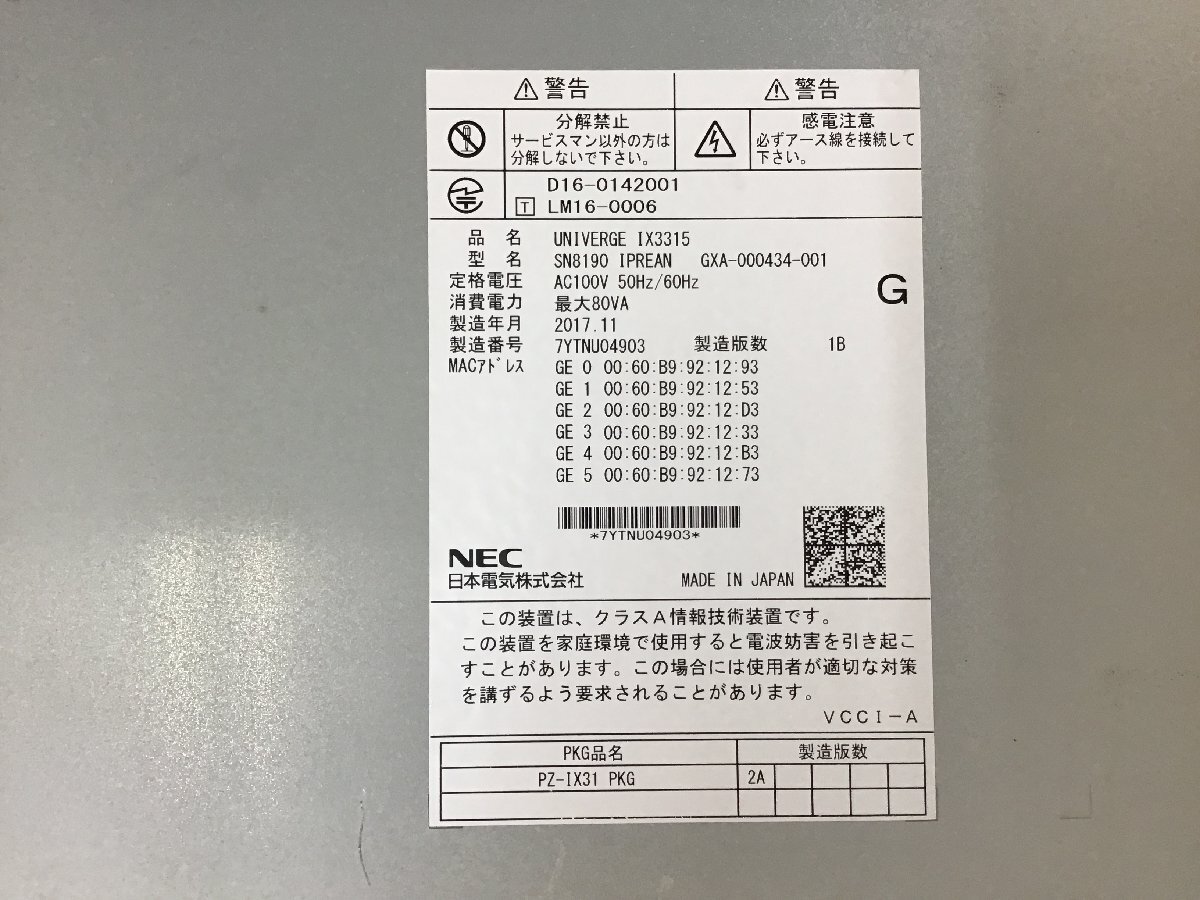 ⚠警告
⚠警告
分解禁止
サービスマン以外の方は
分解しないで下さい。
感電注意
必ずアース線を接続して
下さい。
D16-0142001
T LM16-0006
品名 UNIVERGE IX3315
型名 SN8190 IPREAN GXA-000434-001
定格電圧 AC100V 50Hz/60Hz
消費電力 最大80VA
G
製造年月 2017.11
製造番号 7YTNU04903 製造版数 1B
MACｱﾄﾞﾚｽ GE 0 00:60:B9:92:12:93
GE 1 00:60:B9:92:12:53
GE 2 00:60:B9:92:12:D3
GE 3 00:60:B9:92:12:33
GE 4 00:60:B9:92:12:B3
GE 5 00:60:B9:92:12:73
*7YTNU04903*
NEC
日本電気株式会社 MADE IN JAPAN
この装置は、クラスA情報技術装置です。
この装置を家庭環境で使用すると電波妨害を引き起こ
すことがあります。この場合には使用者が適切な対策
を講ずるよう要求されることがあります。
VCCI-A
PKG品名 製造版数
PZ-IX31 PKG 2A